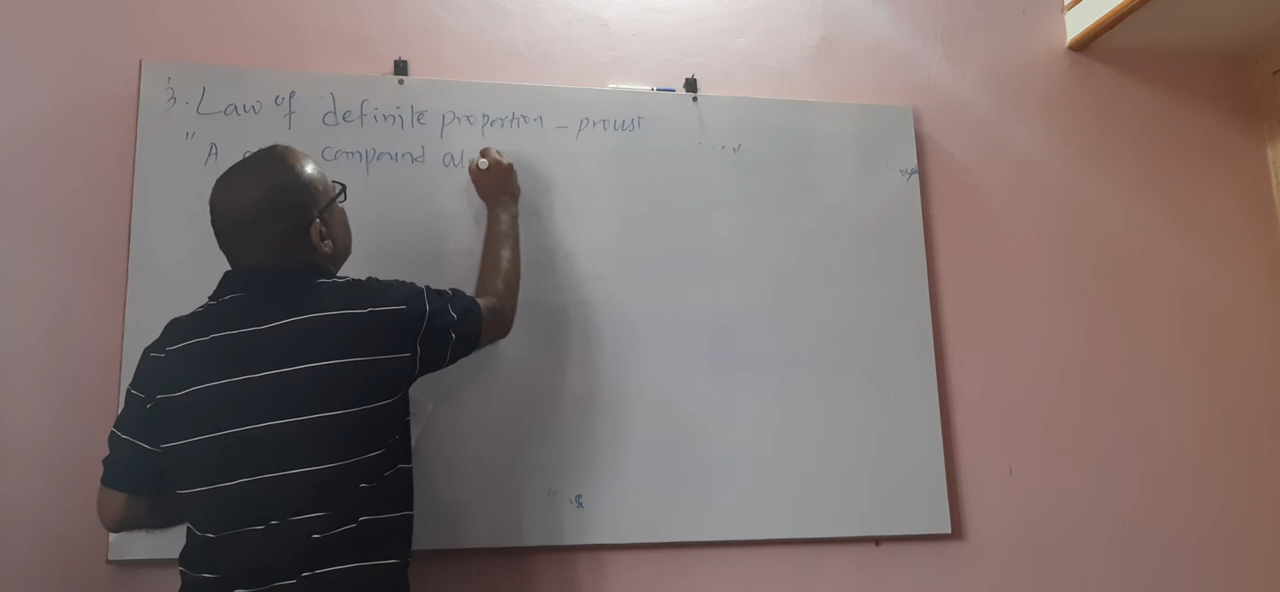 3. Law of definite proportion - proust
" A compound al